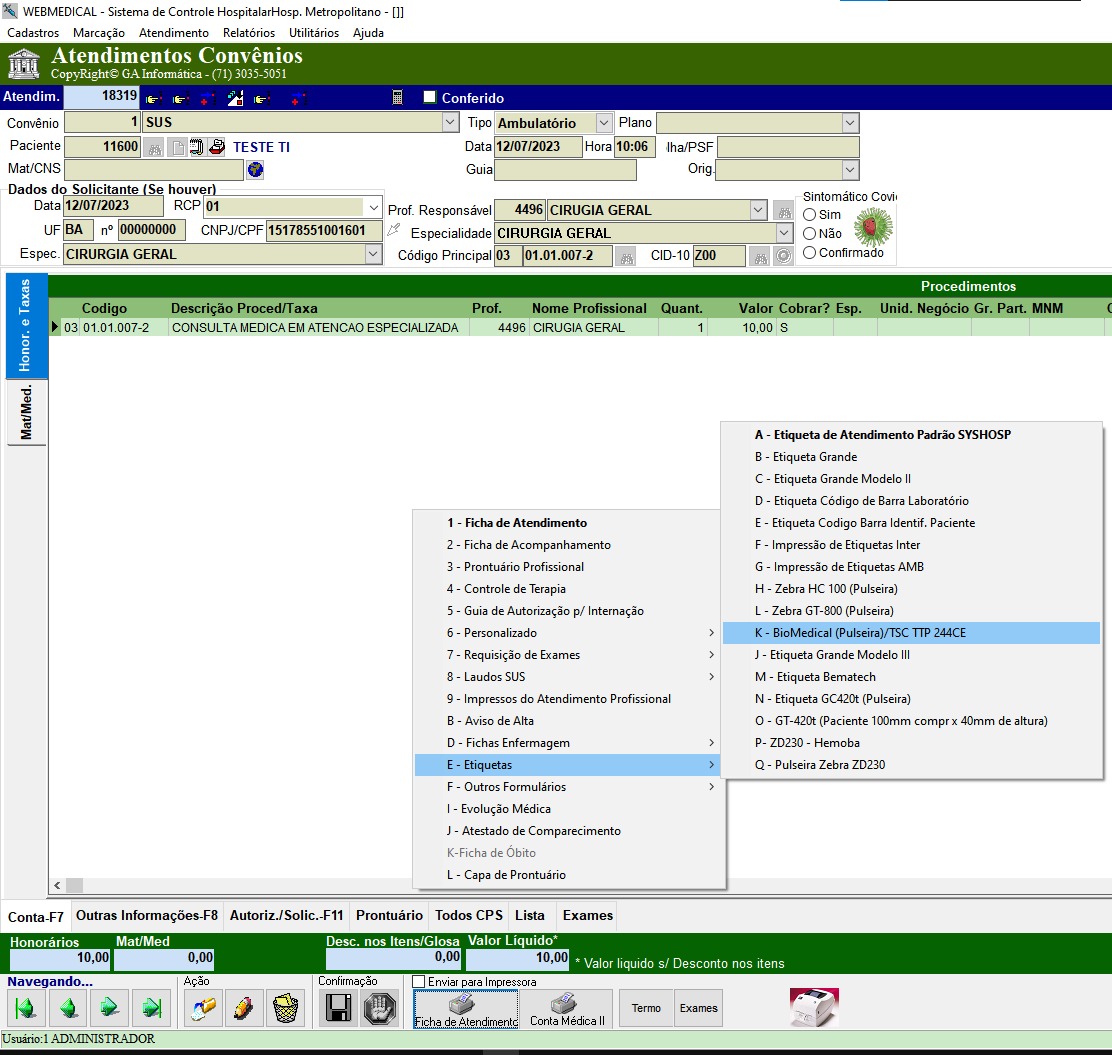 WEBMEDICAL - Sistema de Controle HospitalarHosp. Metropolitano - []]
Cadastros Marcação Atendimento Relatórios Utilitários Ajuda
Atendimentos Convênios
CopyRight© GA Informática - (71) 3035-5051
Atendim. 18319 Conferido
Convênio 1 SUS Tipo Ambulatório Plano
Paciente 11600 TESTE TI Data 12/07/2023 Hora 10:06 lha/PSF
Mat/CNS Guia Orig.
Dados do Solicitante (Se houver)
Data 12/07/2023 RCP 01
UF BA nº 00000000 CNPJ/CPF 15178551001601
Espec. CIRURGIA GERAL
Prof. Responsável 4496 CIRUGIA GERAL
Especialidade CIRURGIA GERAL
Código Principal 03 01.01.007-2 CID-10 Z00
Sintomático Covi
Sim
Não
Confirmado
Honor. e Taxas
Mat/Med.
Procedimentos
Codigo Descrição Proced/Taxa Prof. Nome Profissional Quant. Valor Cobrar? Esp. Unid. Negócio Gr. Part. MNM
03 01.01.007-2 CONSULTA MEDICA EM ATENCAO ESPECIALIZADA 4496 CIRUGIA GERAL 1 10,00 S
1 - Ficha de Atendimento
2 - Ficha de Acompanhamento
3 - Prontuário Profissional
4 - Controle de Terapia
5 - Guia de Autorização p/ Internação
6 - Personalizado
7 - Requisição de Exames
8 - Laudos SUS
9 - Impressos do Atendimento Profissional
B - Aviso de Alta
D - Fichas Enfermagem
E - Etiquetas
F - Outros Formulários
I - Evolução Médica
J - Atestado de Comparecimento
K-Ficha de Óbito
L - Capa de Prontuário
A - Etiqueta de Atendimento Padrão SYSHOSP
B - Etiqueta Grande
C - Etiqueta Grande Modelo II
D - Etiqueta Código de Barra Laboratório
E - Etiqueta Codigo Barra Identif. Paciente
F - Impressão de Etiquetas Inter
G - Impressão de Etiquetas AMB
H - Zebra HC 100 (Pulseira)
L - Zebra GT-800 (Pulseira)
K - BioMedical (Pulseira)/TSC TTP 244CE
J - Etiqueta Grande Modelo III
M - Etiqueta Bematech
N - Etiqueta GC420t (Pulseira)
O - GT-420t (Paciente 100mm compr x 40mm de altura)
P- ZD230 - Hemoba
Q - Pulseira Zebra ZD230
Conta-F7 Outras Informações-F8 Autoriz./Solic.-F11 Prontuário Todos CPS Lista Exames
Honorários Mat/Med Desc. nos Itens/Glosa Valor Líquido*
10,00 0,00 0,00 10,00 * Valor liquido s/ Desconto nos itens
Navegando... Ação Confirmação Enviar para Impressora
Ficha de Atendimento Conta Médica II Termo Exames
Usuário:1 ADMINISTRADOR